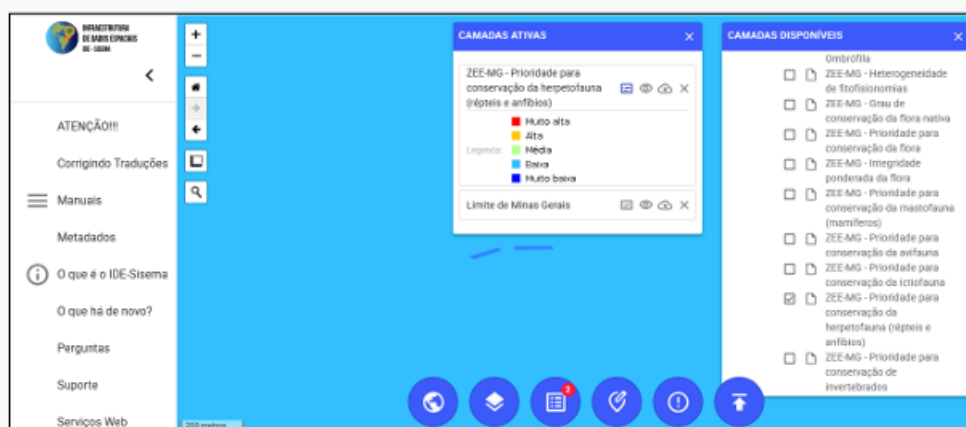 INFRAESTRUTURA
DE DADOS ESPACIAIS
IDE - SISEMA
ATENÇÃO!!!
Corrigindo Traduções
Manuais
Metadados
O que é o IDE-Sisema
O que há de novo?
Perguntas
Suporte
Serviços Web
200 metros
CAMADAS ATIVAS
ZEE-MG - Prioridade para
conservação da herpetofauna
(répteis e anfíbios)
Legenda:
Muito alta
Alta
Média
Baixa
Muito baixa
Limite de Minas Gerais
2
CAMADAS DISPONÍVEIS
Ombrófila
ZEE-MG - Heterogeneidade
de fitofisionomias
ZEE-MG - Grau de
conservação da flora nativa
ZEE-MG - Prioridade para
conservação da flora
ZEE-MG - Integridade
ponderada da flora
ZEE-MG - Prioridade para
conservação da mastofauna
(mamíferos)
ZEE-MG - Prioridade para
conservação da avifauna
ZEE-MG - Prioridade para
conservação da ictiofauna
ZEE-MG - Prioridade para
conservação da
herpetofauna (répteis e
anfíbios)
ZEE-MG - Prioridade para
conservação de
invertebrados